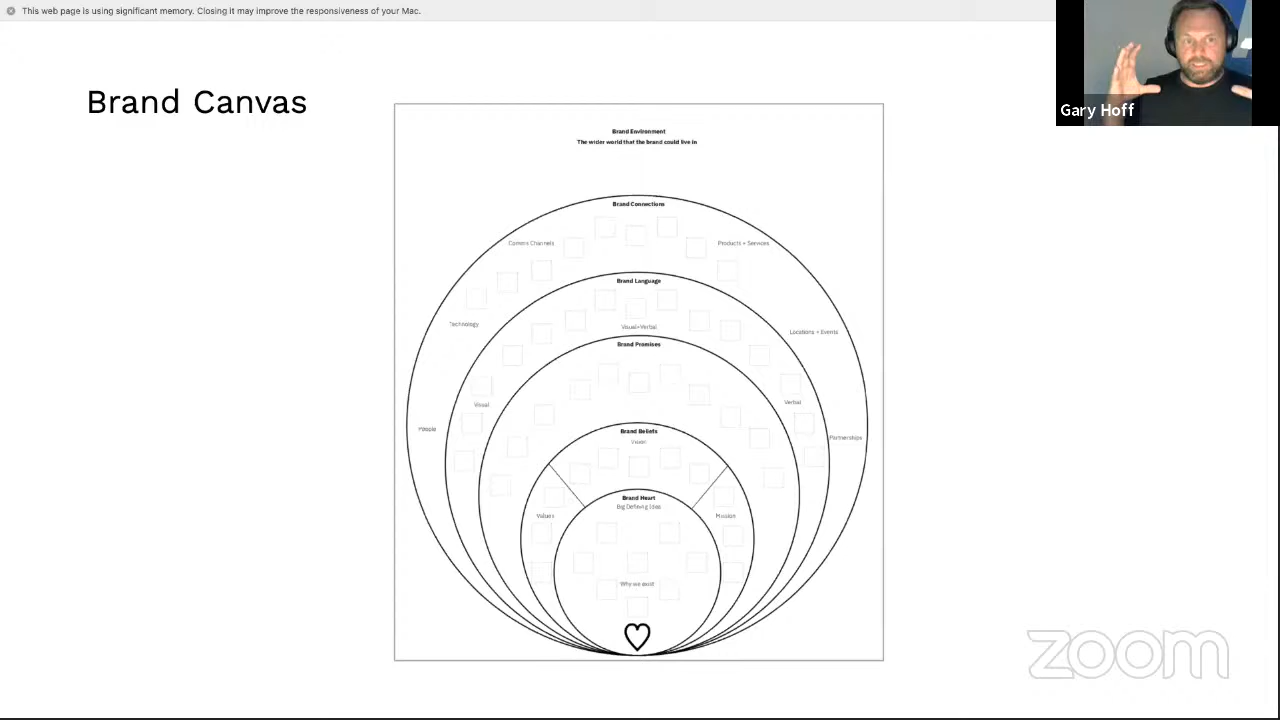 This web page is using significant memory. Closing it may improve the responsiveness of your Mac.
Gary Hoff
Brand Canvas
Brand Environment
The wider world that the brand could live in
Brand Connections
Comms Channels
Products + Services
Brand Language
Technology
Visual+Verbal
Locations + Events
Brand Promises
Visual
Verbal
People
Brand Beliefs
Partnerships
Vision
Brand Heart
Big Defining Idea
Values
Mission
Why we exist
zoom